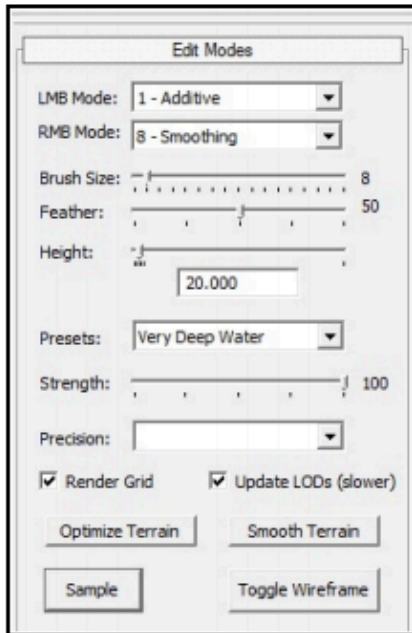 Edit Modes
LMB Mode: 1 - Additive
RMB Mode: 8 - Smoothing
Brush Size: 8
Feather: 50
Height:
20.000
Presets: Very Deep Water
Strength: 100
Precision:
Render Grid Update LODs (slower)
Optimize Terrain Smooth Terrain
Sample Toggle Wireframe